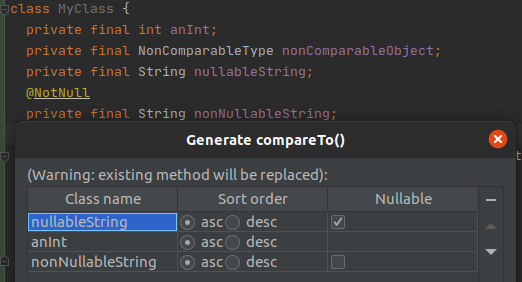 class MyClass {
private final int anInt;
private final NonComparableType nonComparableObject;
private final String nullableString;
@NotNull
private final String nonNullableString;
Generate compareTo()
(Warning: existing method will be replaced):
Class name Sort order Nullable
nullableString asc desc
anInt asc desc
nonNullableString asc desc